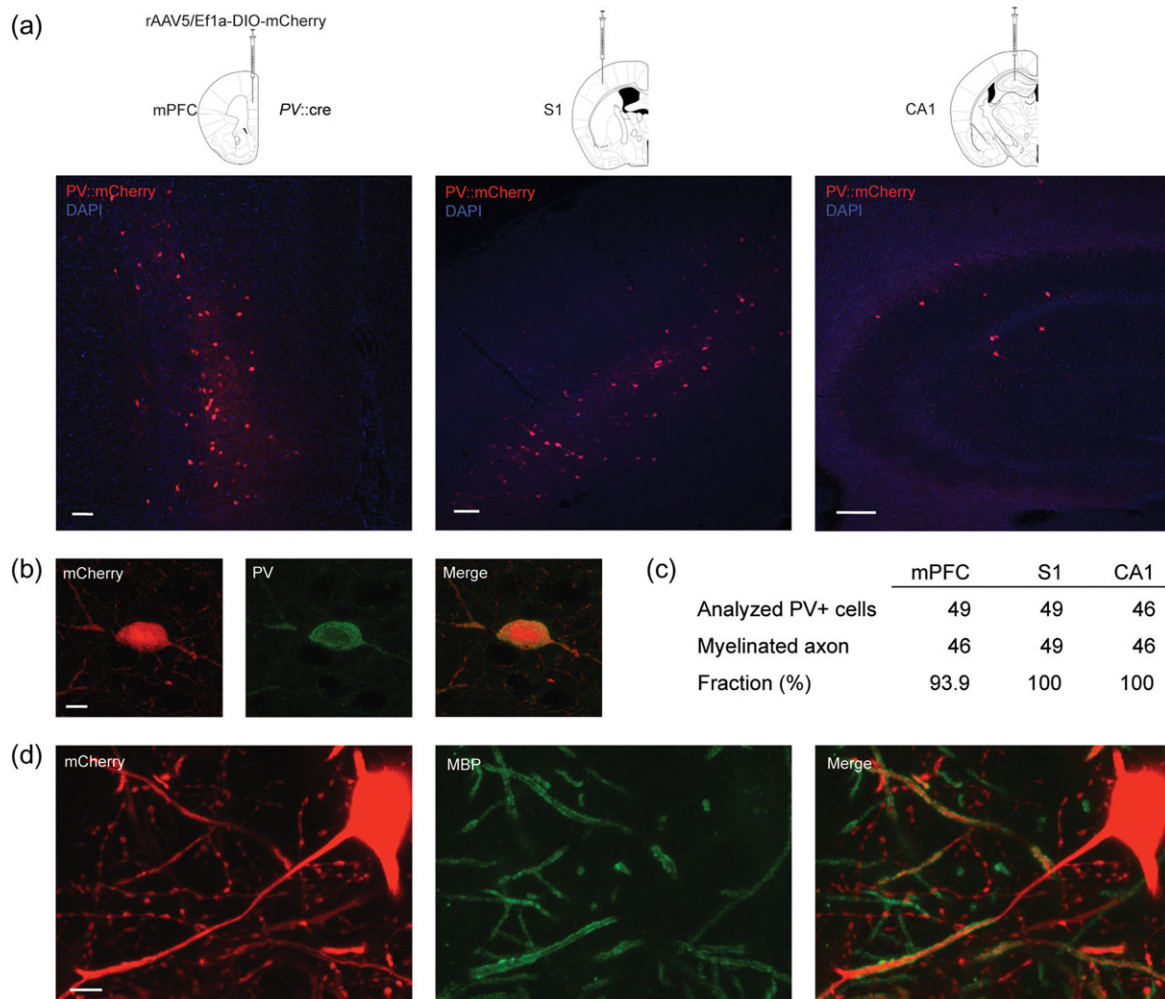 (a)
rAAV5/Ef1a-DIO-mCherry
mPFC
PV::cre
S1
CA1
PV::mCherry
DAPI
PV::mCherry
DAPI
PV::mCherry
DAPI
(b)
mCherry
PV
Merge
(c)
mPFC S1 CA1
Analyzed PV+ cells 49 49 46
Myelinated axon 46 49 46
Fraction (%) 93.9 100 100
(d)
mCherry
MBP
Merge